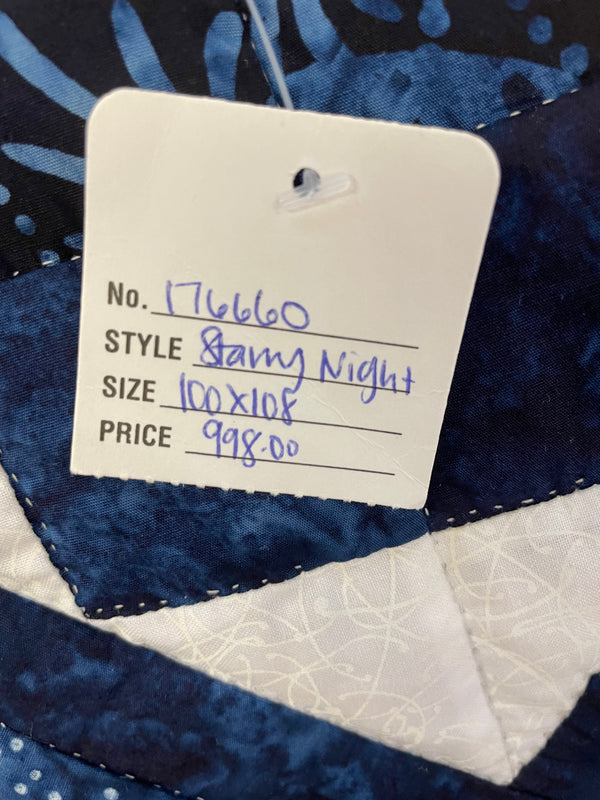 No. 176660
STYLE Starry Night
SIZE 100x108
PRICE 998.00